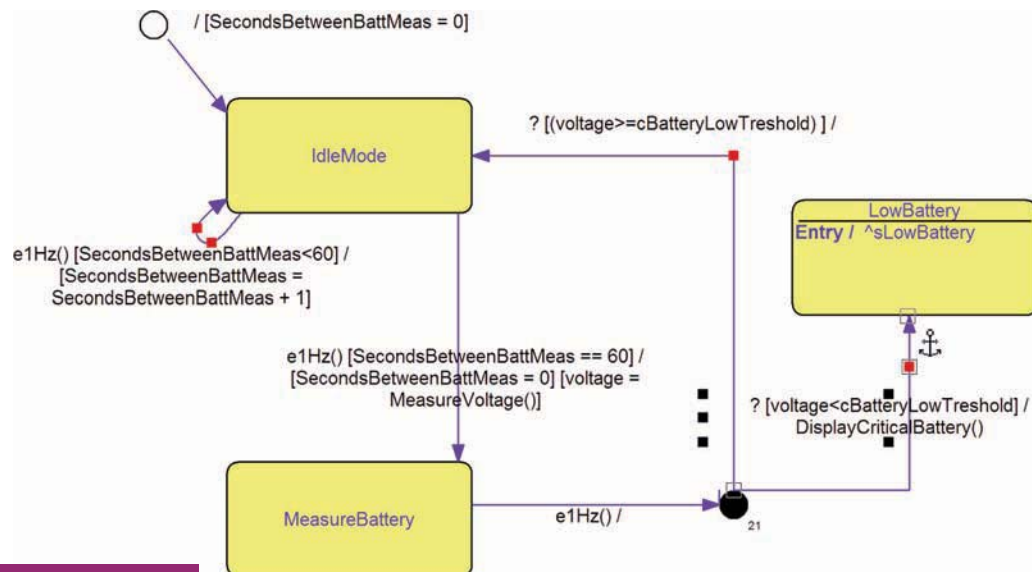 / [SecondsBetweenBattMeas = 0]
IdleMode
? [(voltage>=cBatteryLowTreshold) ] /
LowBattery
Entry / ^sLowBattery
e1Hz() [SecondsBetweenBattMeas<60] /
[SecondsBetweenBattMeas =
SecondsBetweenBattMeas + 1]
e1Hz() [SecondsBetweenBattMeas == 60] /
[SecondsBetweenBattMeas = 0] [voltage =
MeasureVoltage()]
? [voltage<cBatteryLowTreshold] /
DisplayCriticalBattery()
MeasureBattery
e1Hz() /
21